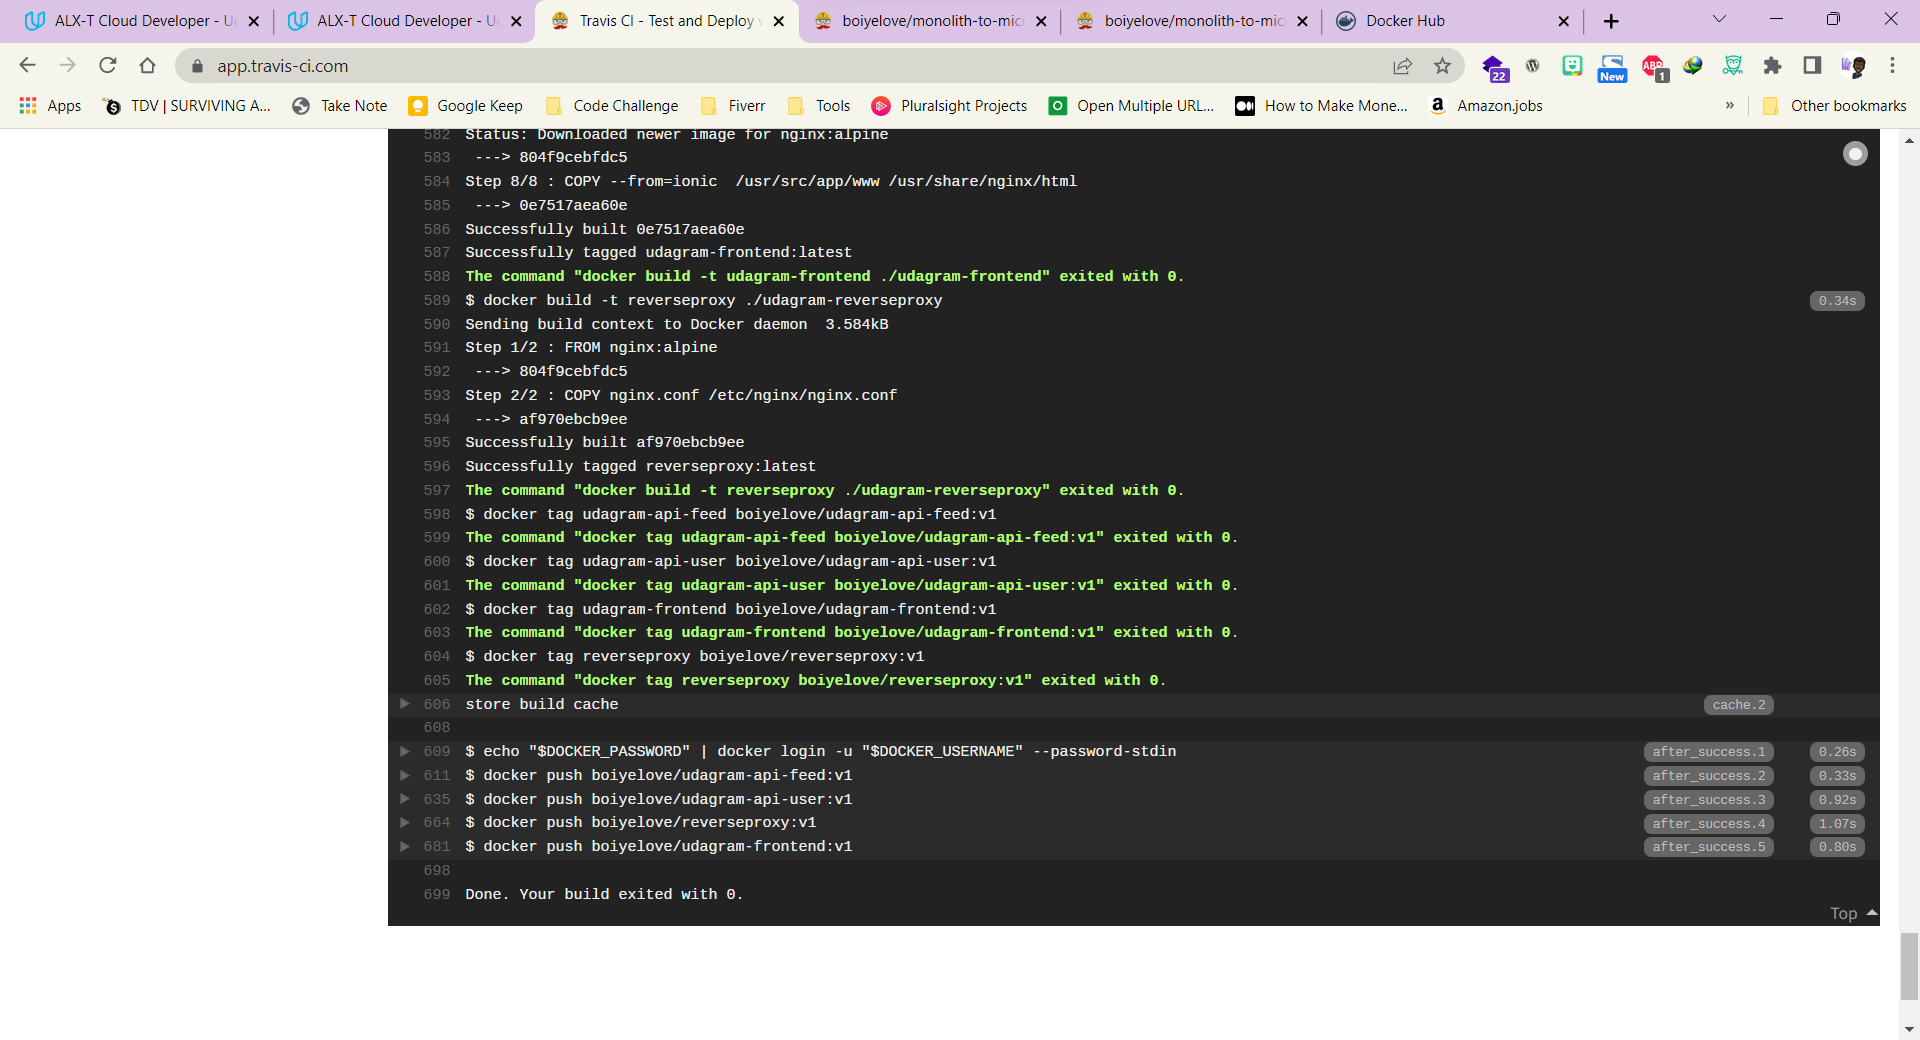 ALX-T Cloud Developer - U
ALX-T Cloud Developer - U
Travis CI - Test and Deploy
boiyelove/monolith-to-mic
boiyelove/monolith-to-mic
Docker Hub
app.travis-ci.com
22
New
ABP
1
Apps
TDV | SURVIVING A...
Take Note
Google Keep
Code Challenge
Fiverr
Tools
Pluralsight Projects
Open Multiple URL...
How to Make Mone...
Amazon.jobs
»
Other bookmarks
582 Status: Downloaded newer image for nginx:alpine
583 ---> 804f9cebfdc5
584 Step 8/8 : COPY --from=ionic  /usr/src/app/www /usr/share/nginx/html
585 ---> 0e7517aea60e
586 Successfully built 0e7517aea60e
587 Successfully tagged udagram-frontend:latest
588 The command "docker build -t udagram-frontend ./udagram-frontend" exited with 0.
589 $ docker build -t reverseproxy ./udagram-reverseproxy 0.34s
590 Sending build context to Docker daemon  3.584kB
591 Step 1/2 : FROM nginx:alpine
592 ---> 804f9cebfdc5
593 Step 2/2 : COPY nginx.conf /etc/nginx/nginx.conf
594 ---> af970ebcb9ee
595 Successfully built af970ebcb9ee
596 Successfully tagged reverseproxy:latest
597 The command "docker build -t reverseproxy ./udagram-reverseproxy" exited with 0.
598 $ docker tag udagram-api-feed boiyelove/udagram-api-feed:v1
599 The command "docker tag udagram-api-feed boiyelove/udagram-api-feed:v1" exited with 0.
600 $ docker tag udagram-api-user boiyelove/udagram-api-user:v1
601 The command "docker tag udagram-api-user boiyelove/udagram-api-user:v1" exited with 0.
602 $ docker tag udagram-frontend boiyelove/udagram-frontend:v1
603 The command "docker tag udagram-frontend boiyelove/udagram-frontend:v1" exited with 0.
604 $ docker tag reverseproxy boiyelove/reverseproxy:v1
605 The command "docker tag reverseproxy boiyelove/reverseproxy:v1" exited with 0.
606 store build cache cache.2
608
609 $ echo "$DOCKER_PASSWORD" | docker login -u "$DOCKER_USERNAME" --password-stdin after_success.1 0.26s
611 $ docker push boiyelove/udagram-api-feed:v1 after_success.2 0.33s
635 $ docker push boiyelove/udagram-api-user:v1 after_success.3 0.92s
664 $ docker push boiyelove/reverseproxy:v1 after_success.4 1.07s
681 $ docker push boiyelove/udagram-frontend:v1 after_success.5 0.80s
698
699 Done. Your build exited with 0.
Top